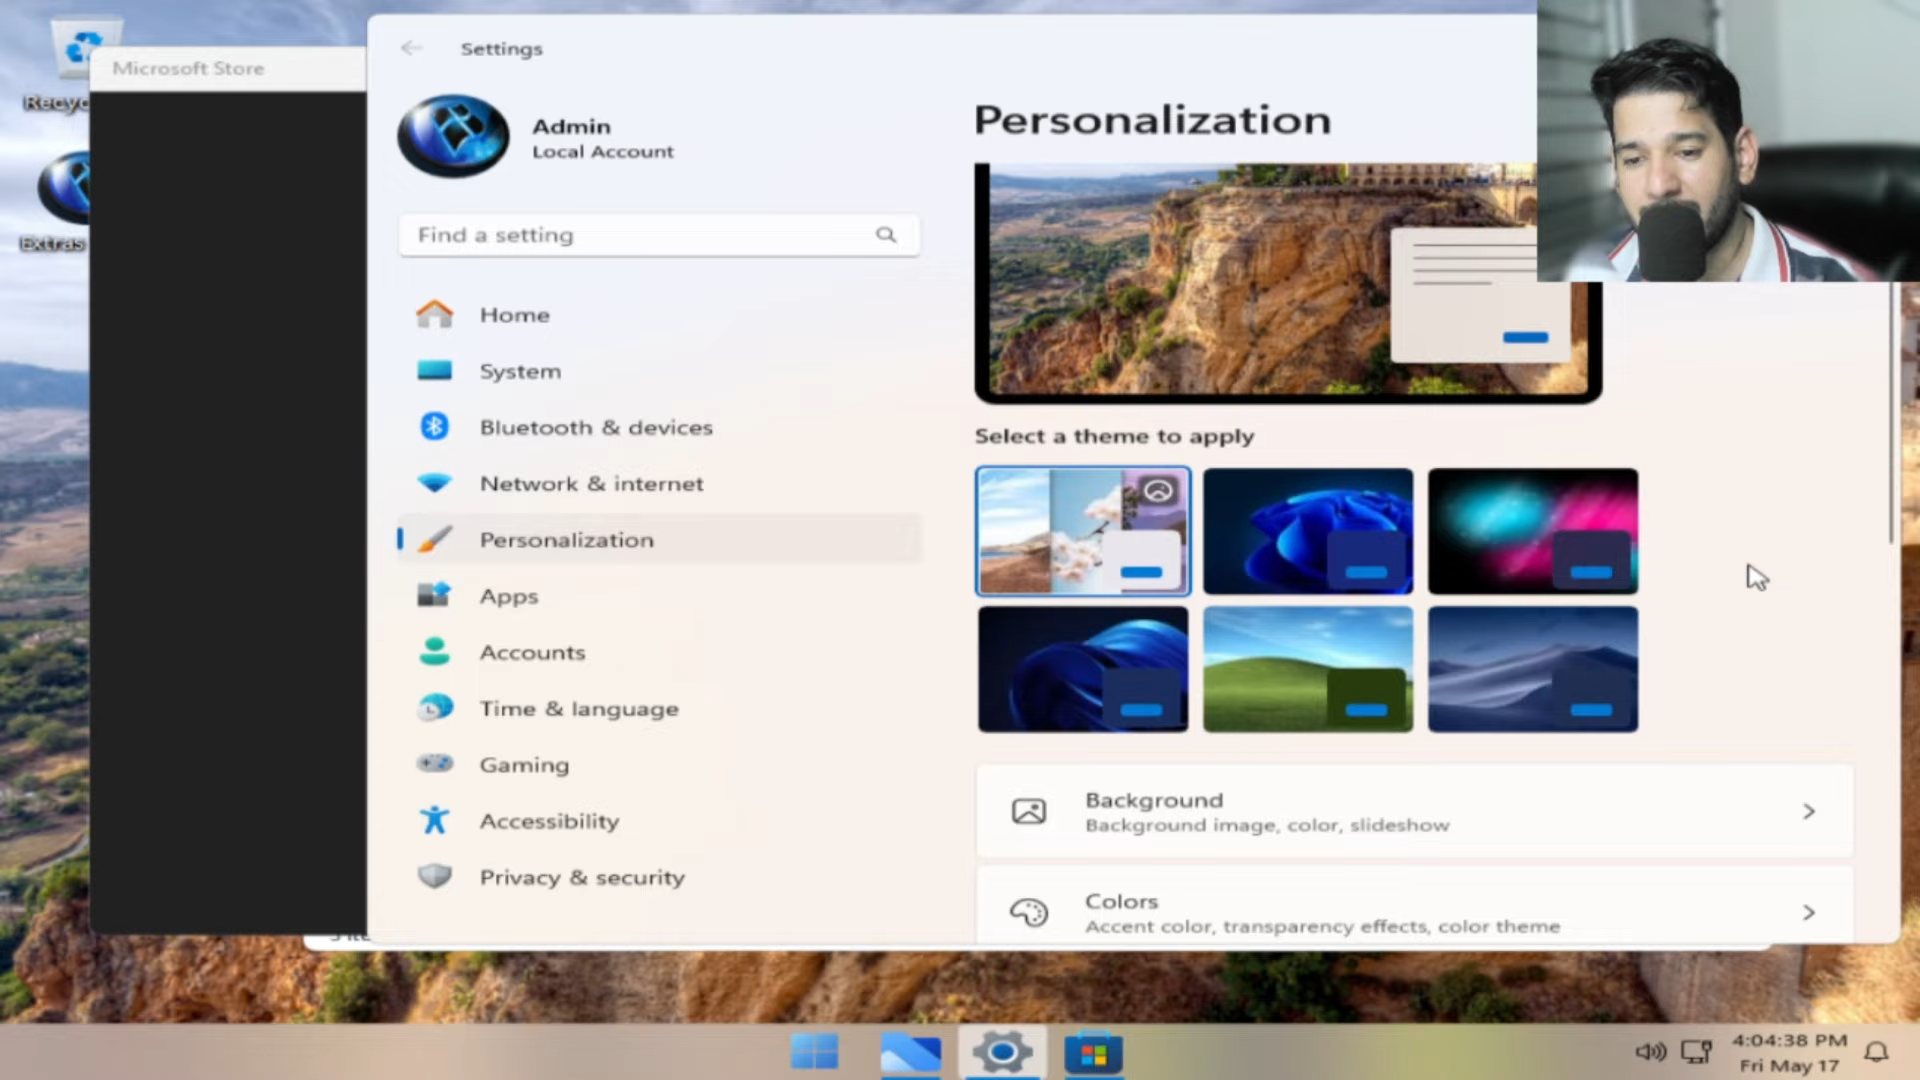 Microsoft Store
Settings
Admin
Local Account
Find a setting
Home
System
Bluetooth & devices
Network & internet
Personalization
Apps
Accounts
Time & language
Gaming
Accessibility
Privacy & security
Personalization
Select a theme to apply
Background
Background image, color, slideshow
Colors
Accent color, transparency effects, color theme
Extras
4:04:38 PM
Fri May 17